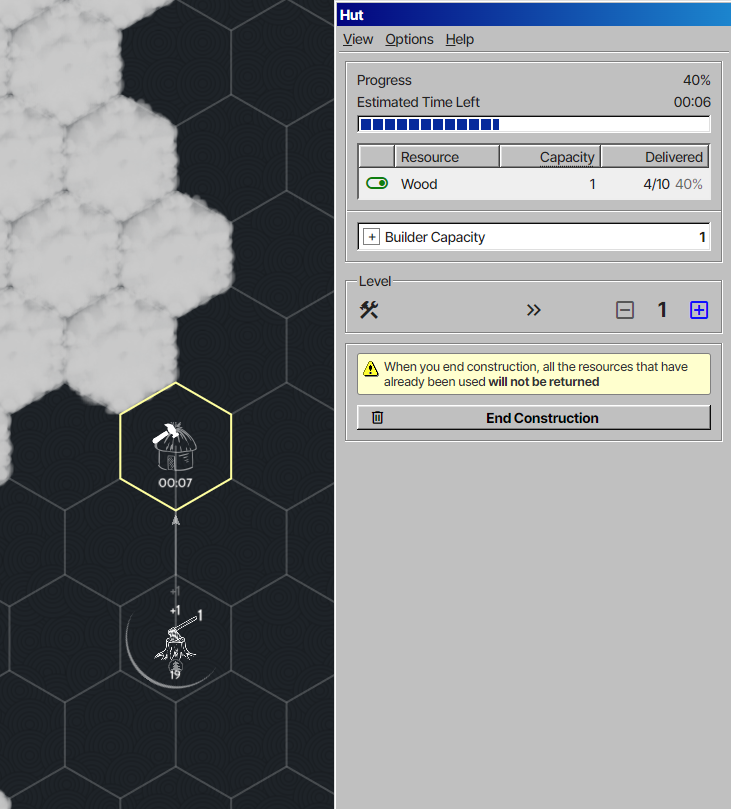 Hut
View Options Help
Progress 40%
Estimated Time Left 00:06
Resource Capacity Delivered
Wood 1 4/10 40%
+ Builder Capacity 1
Level
1
When you end construction, all the resources that have
already been used will not be returned
End Construction
00:07
+1
+1
1
19